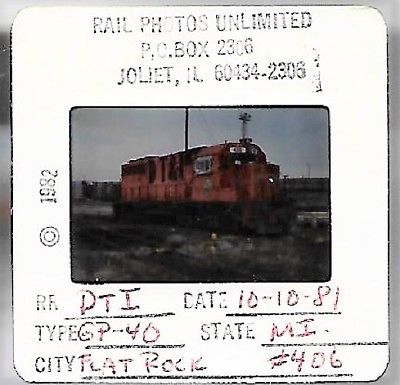 RAIL PHOTOS UNLIMITED
P.O.BOX 2306
JOLIET, IL 60434-2306
© 1982
RR DTI DATE 10-10-81
TYPE GP-40 STATE MI.
CITY FLAT ROCK #406